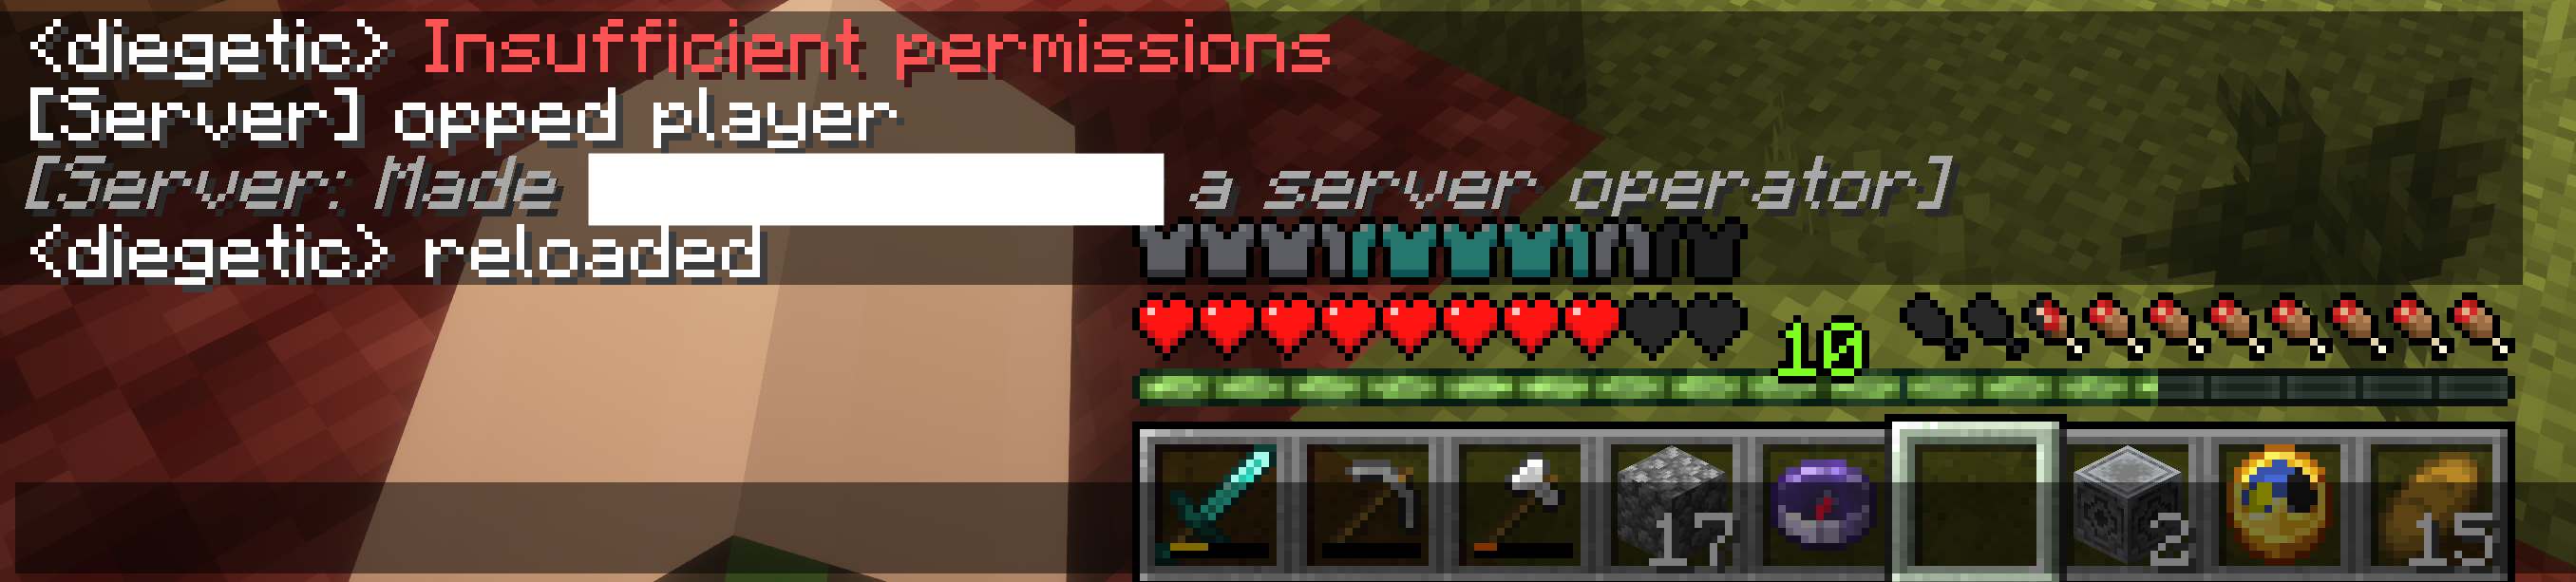 <diegetic> Insufficient permissions
[Server] opped player
[Server: Made a server operator]
<diegetic> reloaded
10
17 2 15